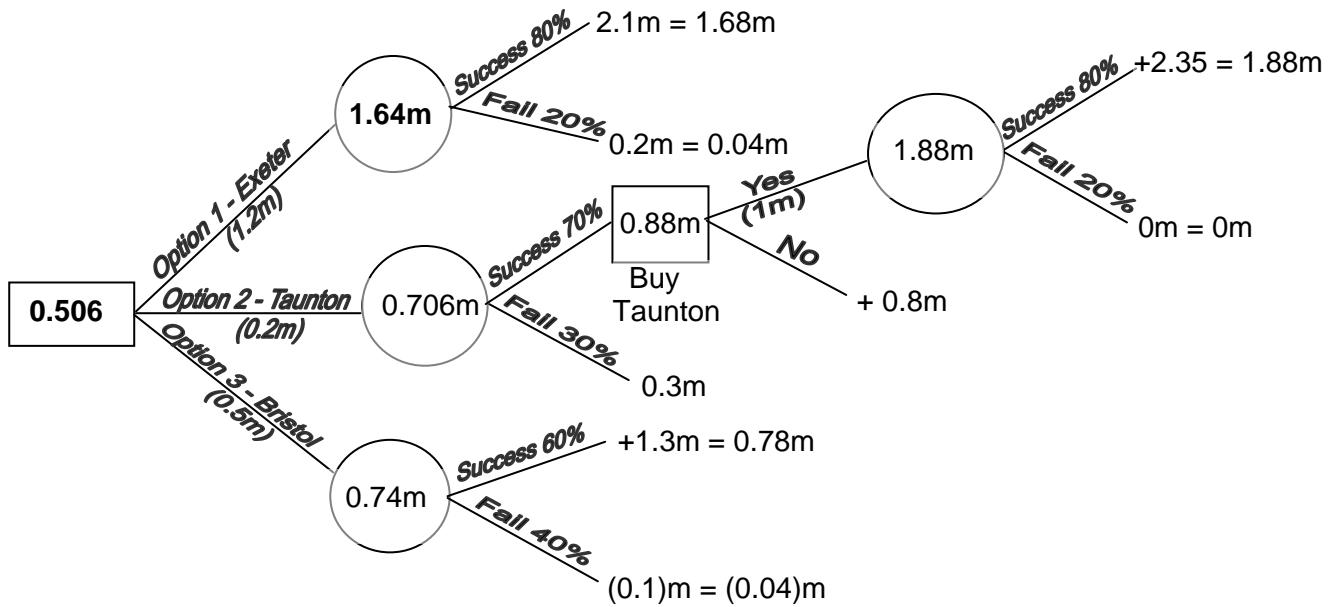 0.506
Option 1 - Exeter
(1.2m)
1.64m
Success 80%
2.1m = 1.68m
Fail 20%
0.2m = 0.04m
Option 2 - Taunton
(0.2m)
0.706m
Success 70%
0.88m
Buy
Taunton
Yes
(1m)
1.88m
Success 80%
+2.35 = 1.88m
Fail 20%
0m = 0m
No
+ 0.8m
Fail 30%
0.3m
Option 3 - Bristol
(0.5m)
0.74m
Success 60%
+1.3m = 0.78m
Fail 40%
(0.1)m = (0.04)m